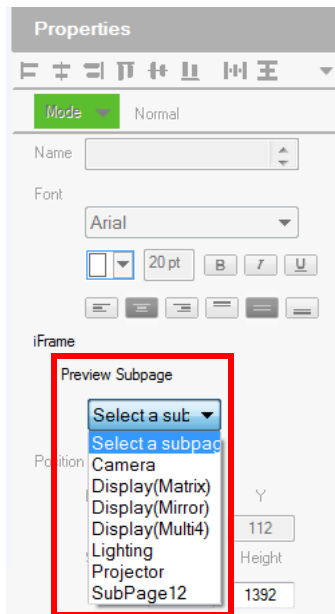 Properties
Mode Normal
Name
Font
Arial
20 pt B I U
iFrame
Preview Subpage
Select a sub
Select a subpag
Camera
Position
Display(Matrix)
Display(Mirror)
Y
Display(Multi4)
112
Lighting
Height
Projector
SubPage12
1392